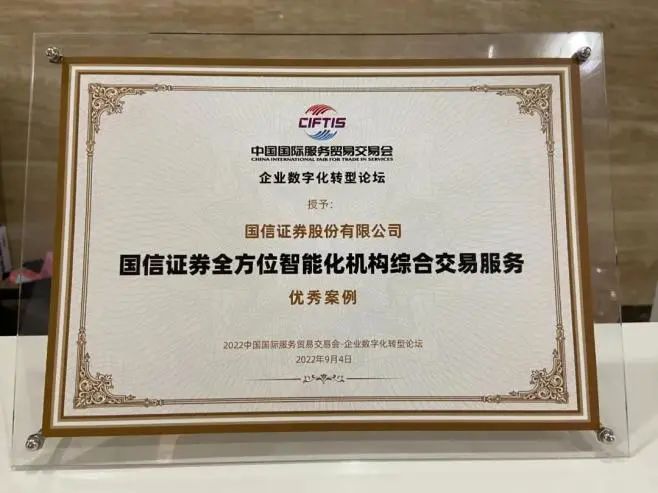 CIFTIS
中国国际服务贸易交易会
CHINA INTERNATIONAL FAIR FOR TRADE IN SERVICES
企业数字化转型论坛
授予：
国信证券股份有限公司
国信证券全方位智能化机构综合交易服务
优秀案例
2022中国国际服务贸易交易会-企业数字化转型论坛
2022年9月4日